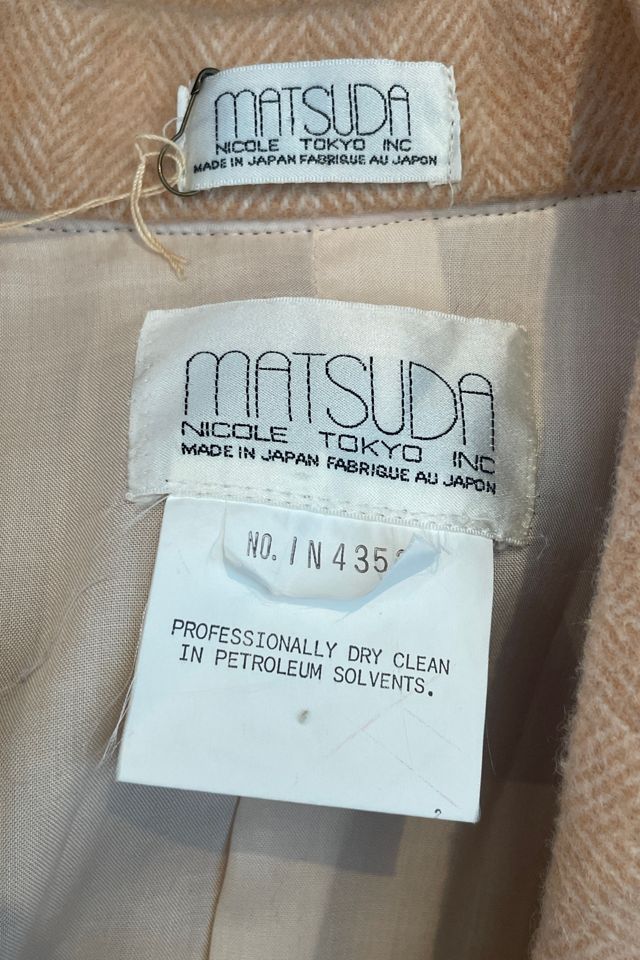 MATSUDA
NICOLE TOKYO INC
MADE IN JAPAN FABRIQUE AU JAPON
MATSUDA
NICOLE TOKYO INC
MADE IN JAPAN FABRIQUE AU JAPON
NO. IN435
PROFESSIONALLY DRY CLEAN
IN PETROLEUM SOLVENTS.
2